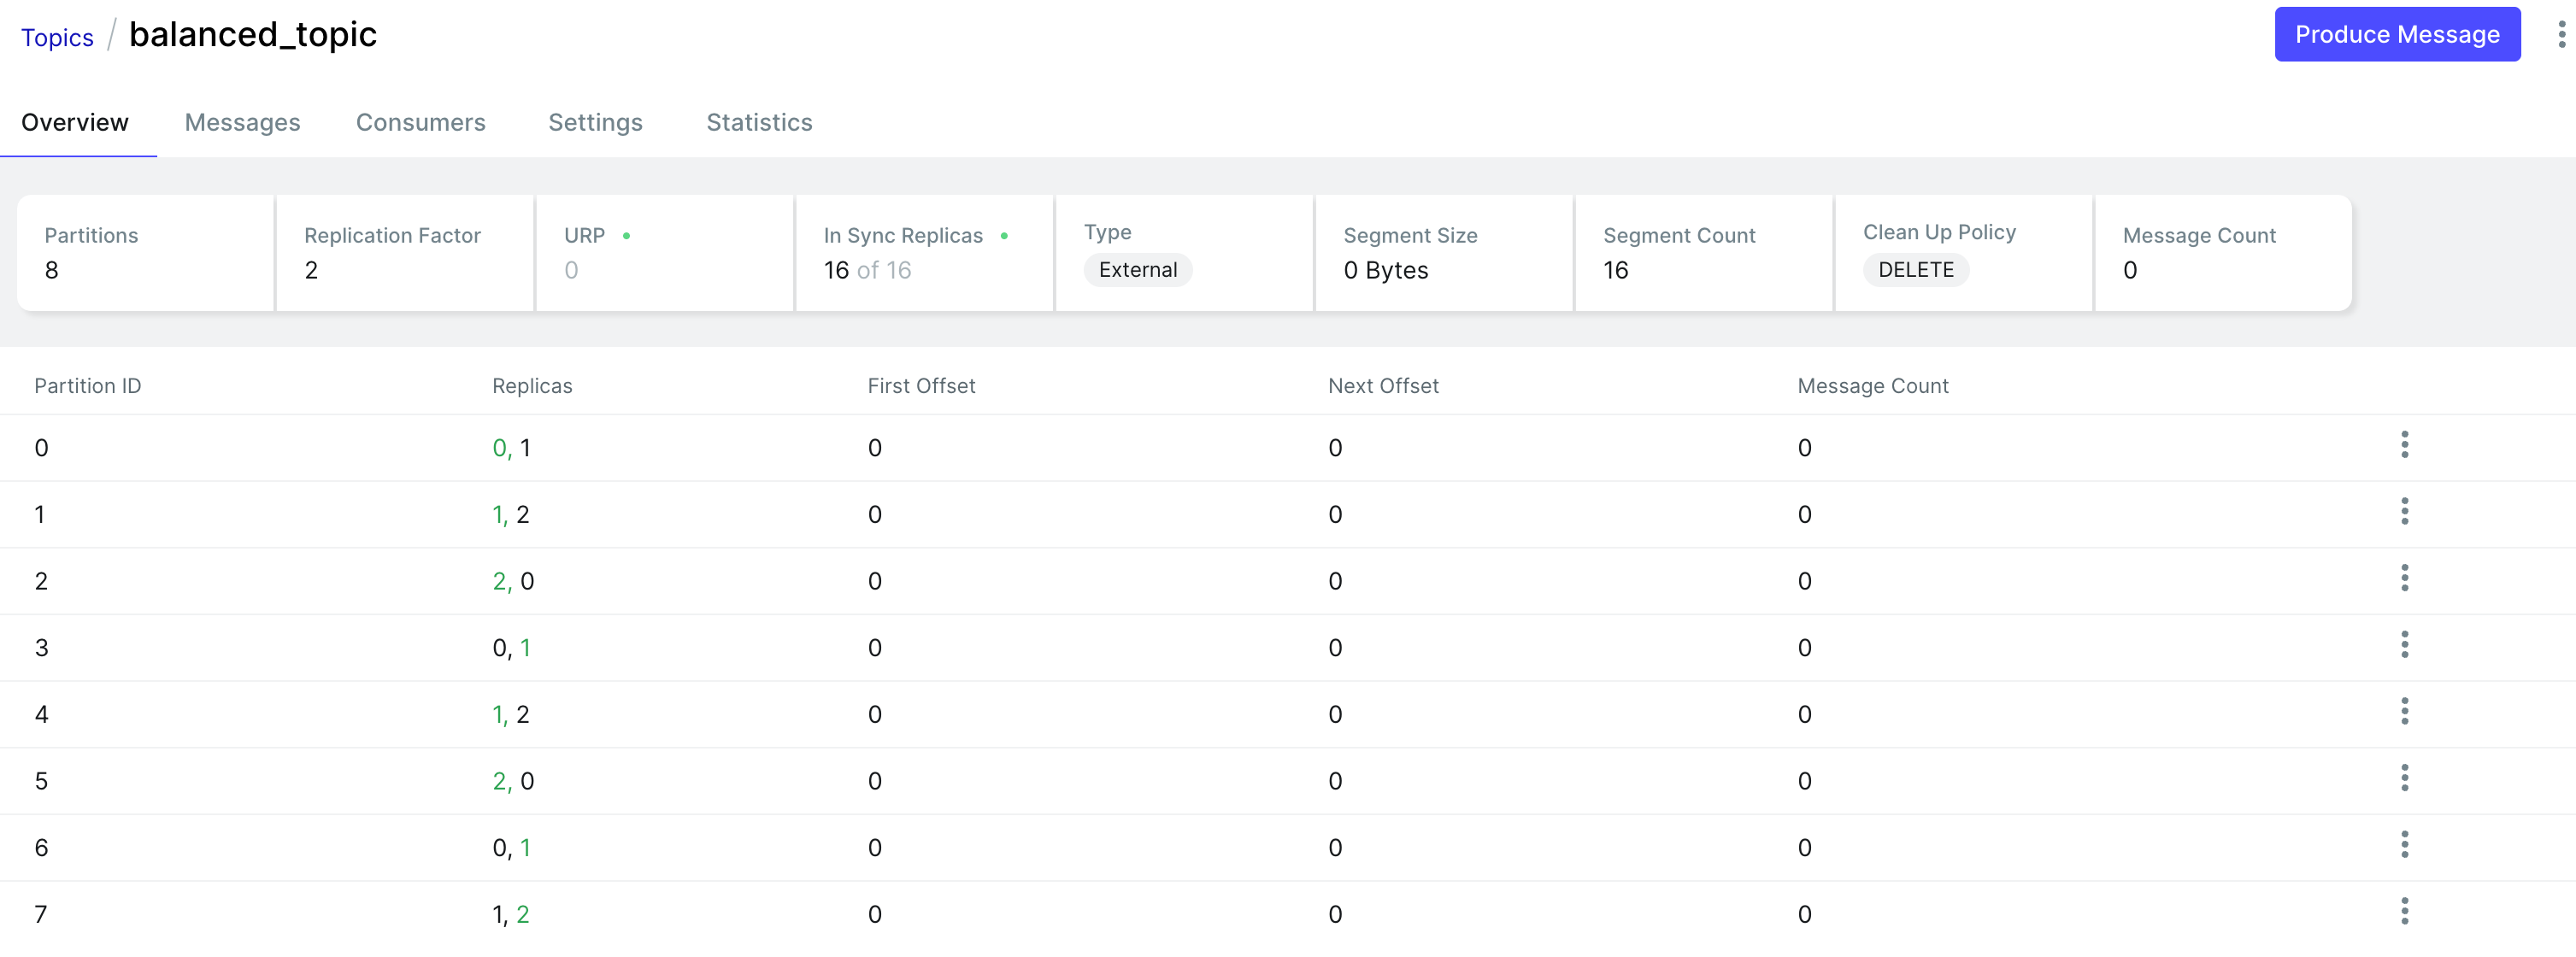 Topics / balanced_topic
Produce Message
Overview Messages Consumers Settings Statistics
Partitions Replication Factor URP In Sync Replicas Type Segment Size Segment Count Clean Up Policy Message Count
8 2 0 16 of 16 External 0 Bytes 16 DELETE 0
Partition ID Replicas First Offset Next Offset Message Count
0 0, 1 0 0 0
1 1, 2 0 0 0
2 2, 0 0 0 0
3 0, 1 0 0 0
4 1, 2 0 0 0
5 2, 0 0 0 0
6 0, 1 0 0 0
7 1, 2 0 0 0